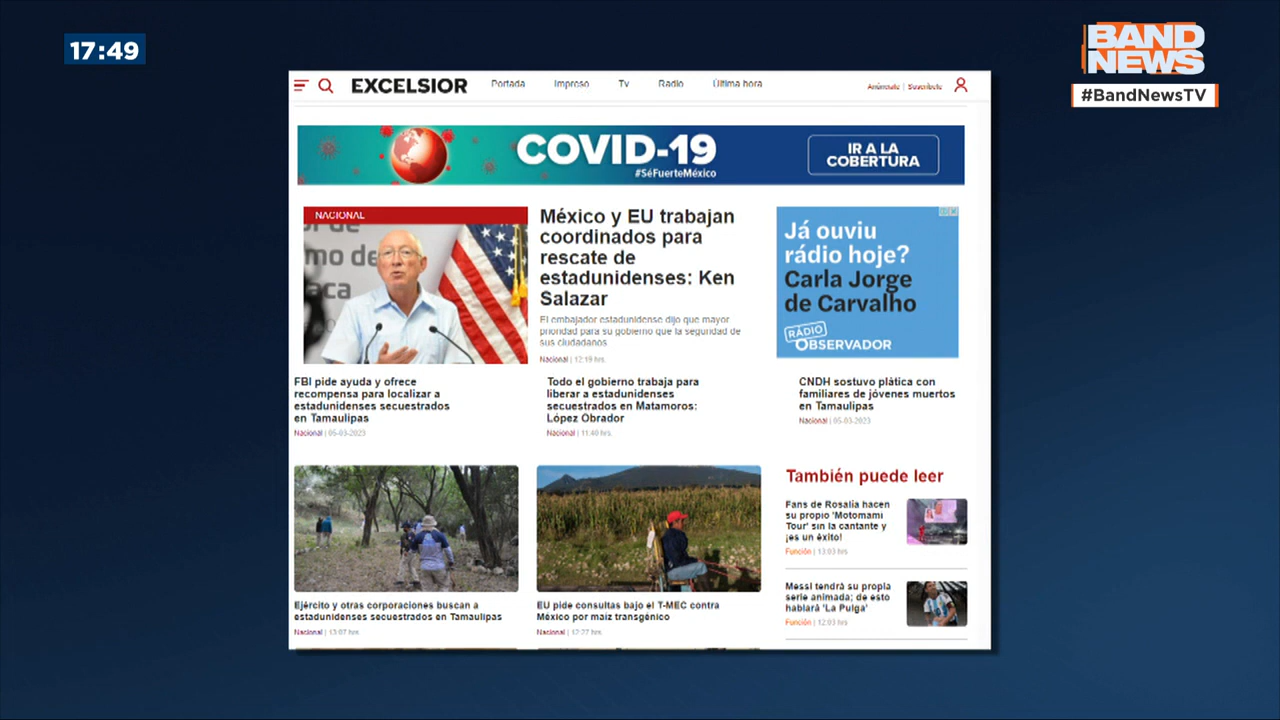 17:49
BAND
NEWS
#BandNewsTV
EXCELSIOR
Portada
Impreso
Tv
Radio
Última hora
Anúnciate | Suscríbete
COVID-19
#SéFuerteMéxico
IR A LA
COBERTURA
NACIONAL
mo de
aca
México y EU trabajan
coordinados para
rescate de
estadunidenses: Ken
Salazar
El embajador estadunidense dijo que mayor
prioridad para su gobierno que la seguridad de
sus ciudadanos
Nacional | 12:19 hrs.
Já ouviu
rádio hoje?
Carla Jorge
de Carvalho
RÁDIO
OBSERVADOR
FBI pide ayuda y ofrece
recompensa para localizar a
estadunidenses secuestrados
en Tamaulipas
Nacional | 05-03-2023
Todo el gobierno trabaja para
liberar a estadunidenses
secuestrados en Matamoros:
López Obrador
Nacional | 11:40 hrs.
CNDH sostuvo plática con
familiares de jóvenes muertos
en Tamaulipas
Nacional | 05-03-2023
Ejército y otras corporaciones buscan a
estadunidenses secuestrados en Tamaulipas
Nacional | 13:07 hrs.
EU pide consultas bajo el T-MEC contra
México por maíz transgénico
Nacional | 12:27 hrs.
También puede leer
Fans de Rosalía hacen
su propio 'Motomami
Tour' sin la cantante y
¡es un éxito!
Función | 13:03 hrs
Messi tendrá su propia
serie animada; de esto
hablará 'La Pulga'
Función | 12:03 hrs